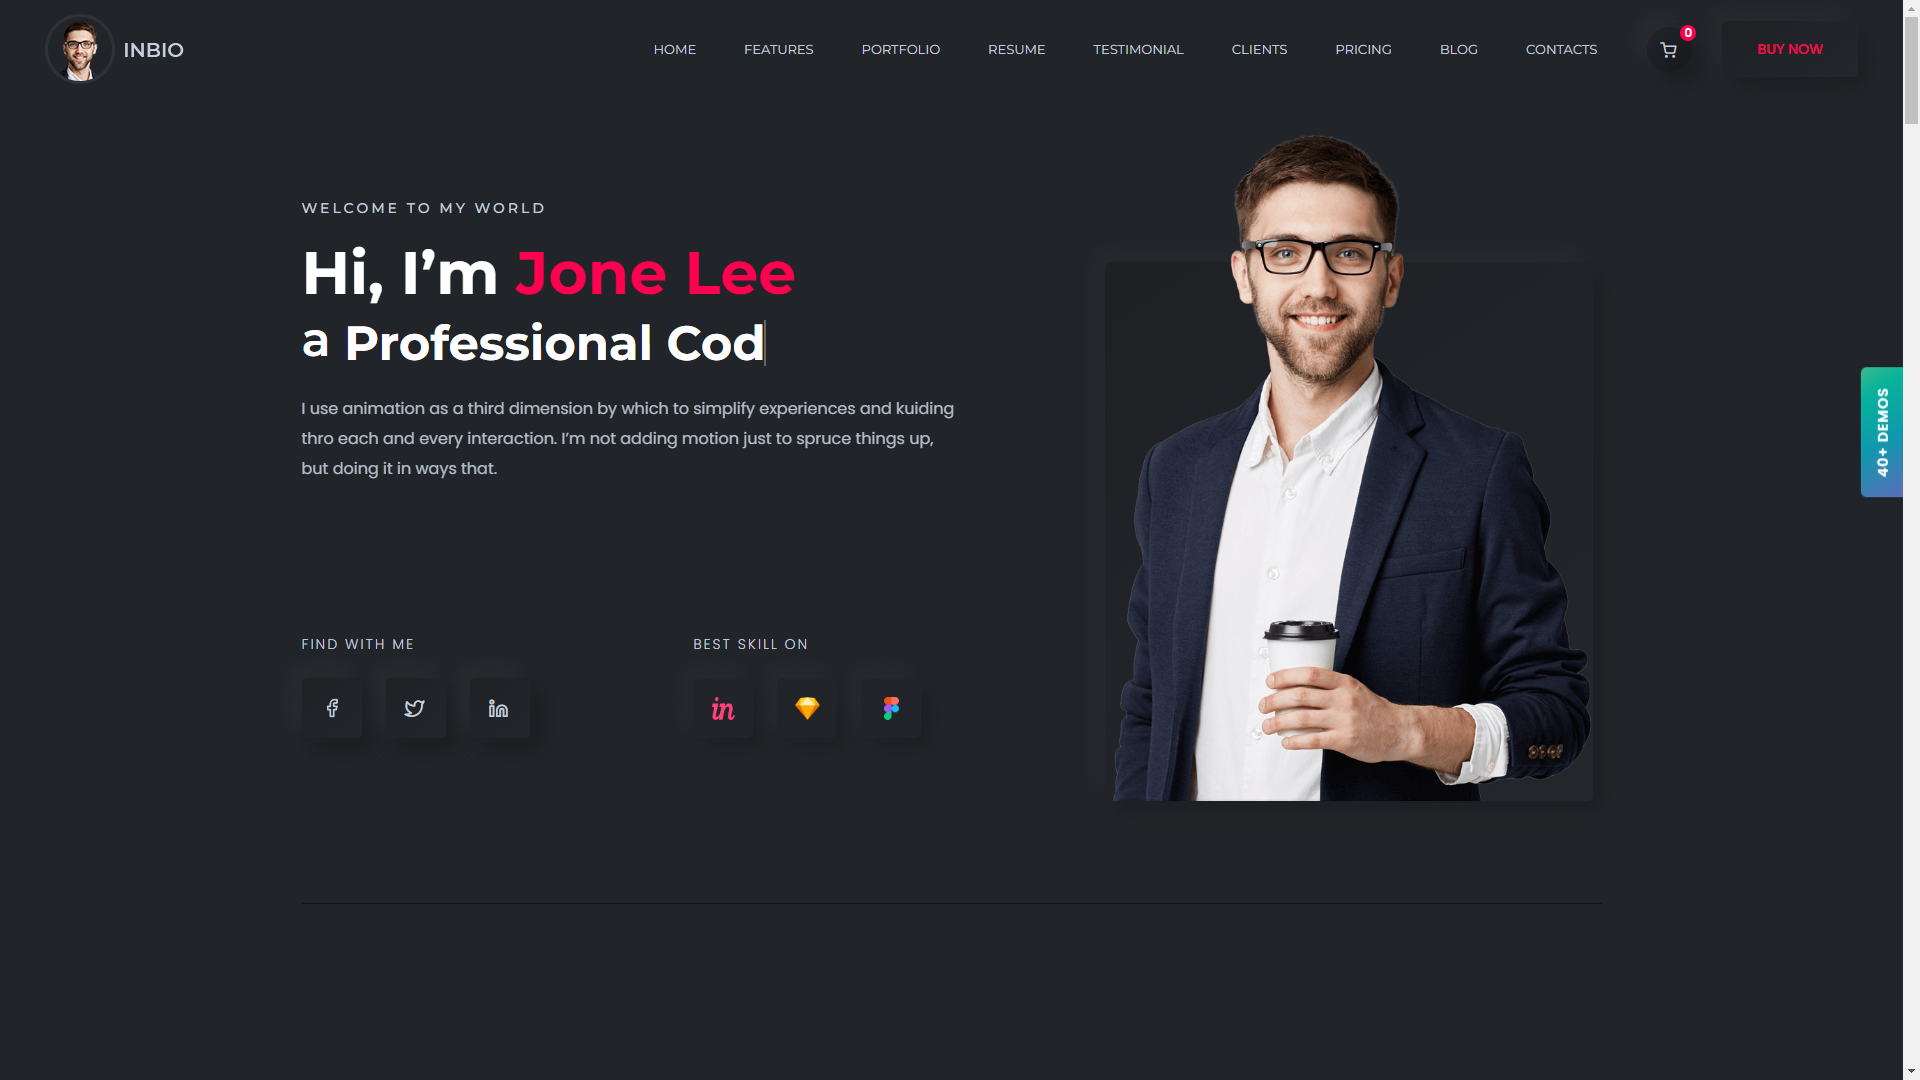 INBIO
HOME
FEATURES
PORTFOLIO
RESUME
TESTIMONIAL
CLIENTS
PRICING
BLOG
CONTACTS
0
BUY NOW
WELCOME TO MY WORLD
Hi, I’m Jone Lee
a Professional Cod
I use animation as a third dimension by which to simplify experiences and kuiding
thro each and every interaction. I’m not adding motion just to spruce things up,
but doing it in ways that.
40+ DEMOS
FIND WITH ME
BEST SKILL ON
in